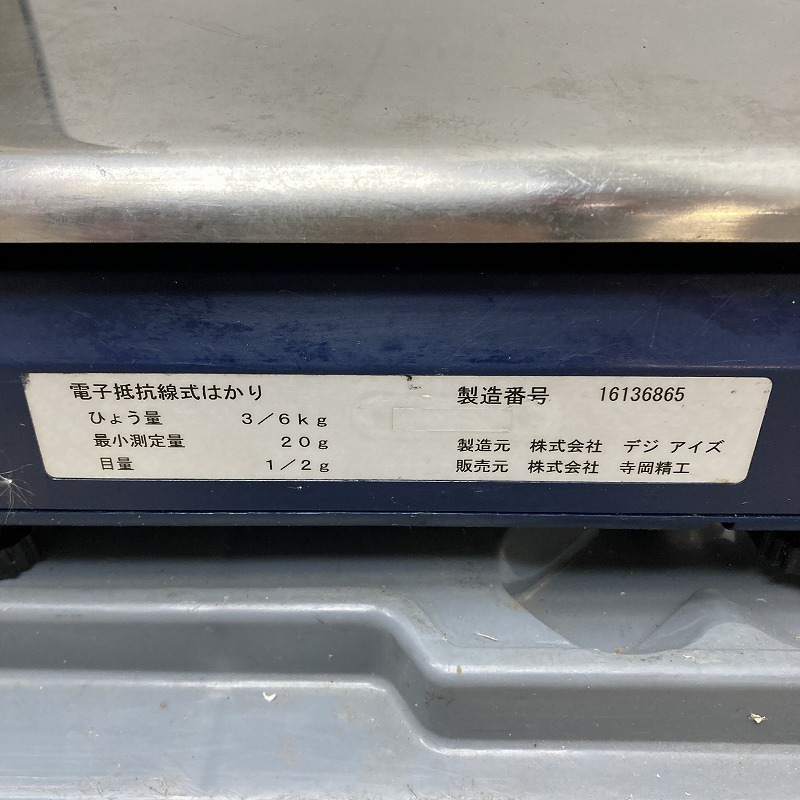 電子抵抗線式はかり
ひょう量 3/6kg
最小測定量 20g
目量 1/2g
製造番号 16136865
製造元 株式会社 デジ アイズ
販売元 株式会社 寺岡精工